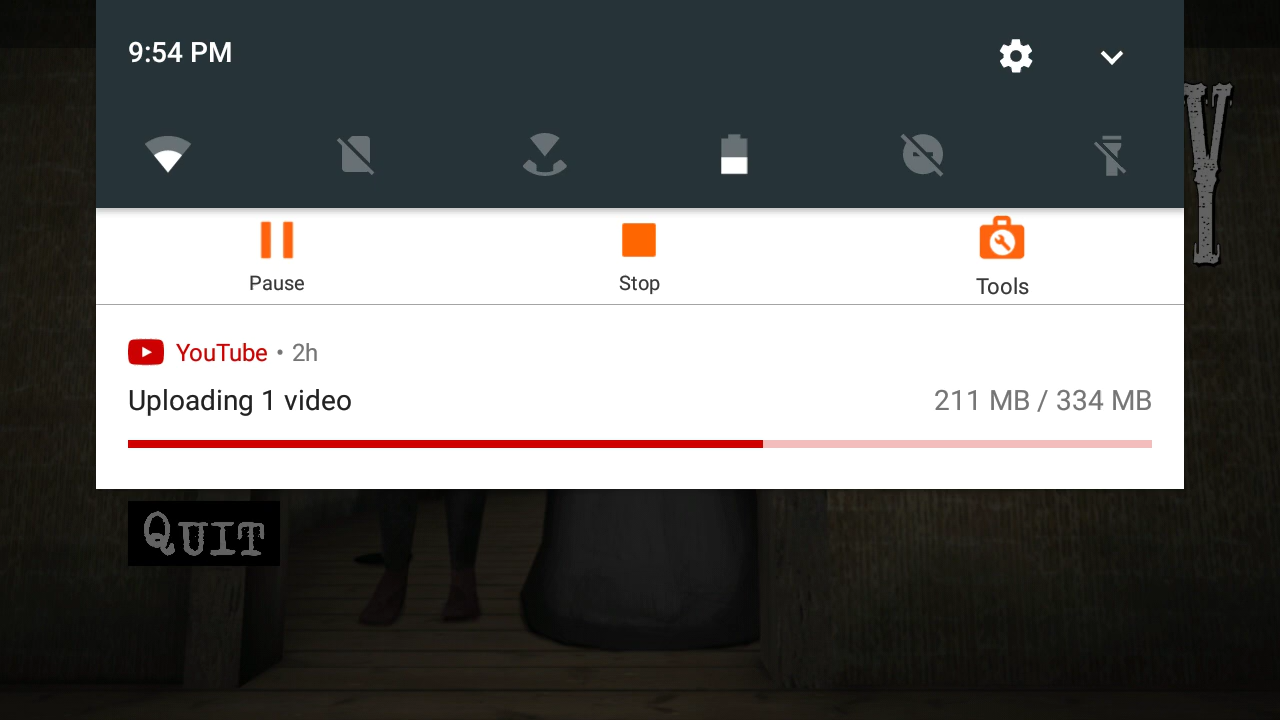 9:54 PM
Y
Pause
Stop
Tools
YouTube • 2h
Uploading 1 video
211 MB / 334 MB
QUIT